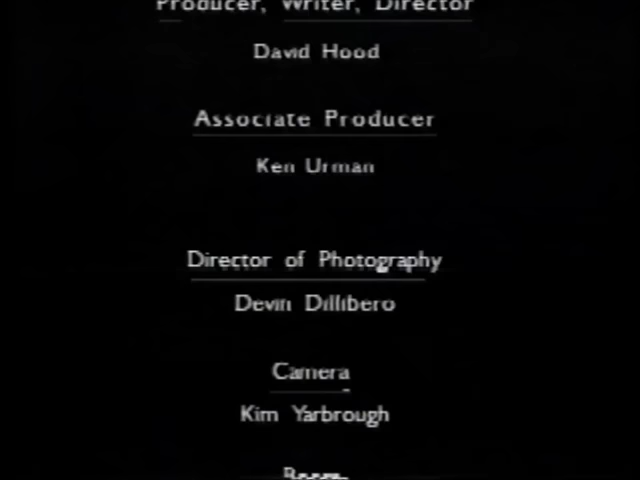 Producer, Writer, Director
David Hood
Associate Producer
Ken Urman
Director of Photography
Devin Dillibero
Camera
Kim Yarbrough